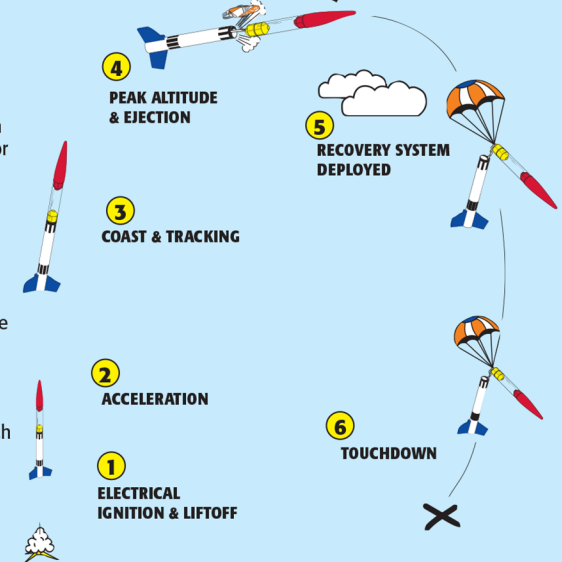 4
PEAK ALTITUDE
& EJECTION
5
RECOVERY SYSTEM
DEPLOYED
or
3
COAST & TRACKING
2
ACCELERATION
6
TOUCHDOWN
1
ELECTRICAL
IGNITION & LIFTOFF